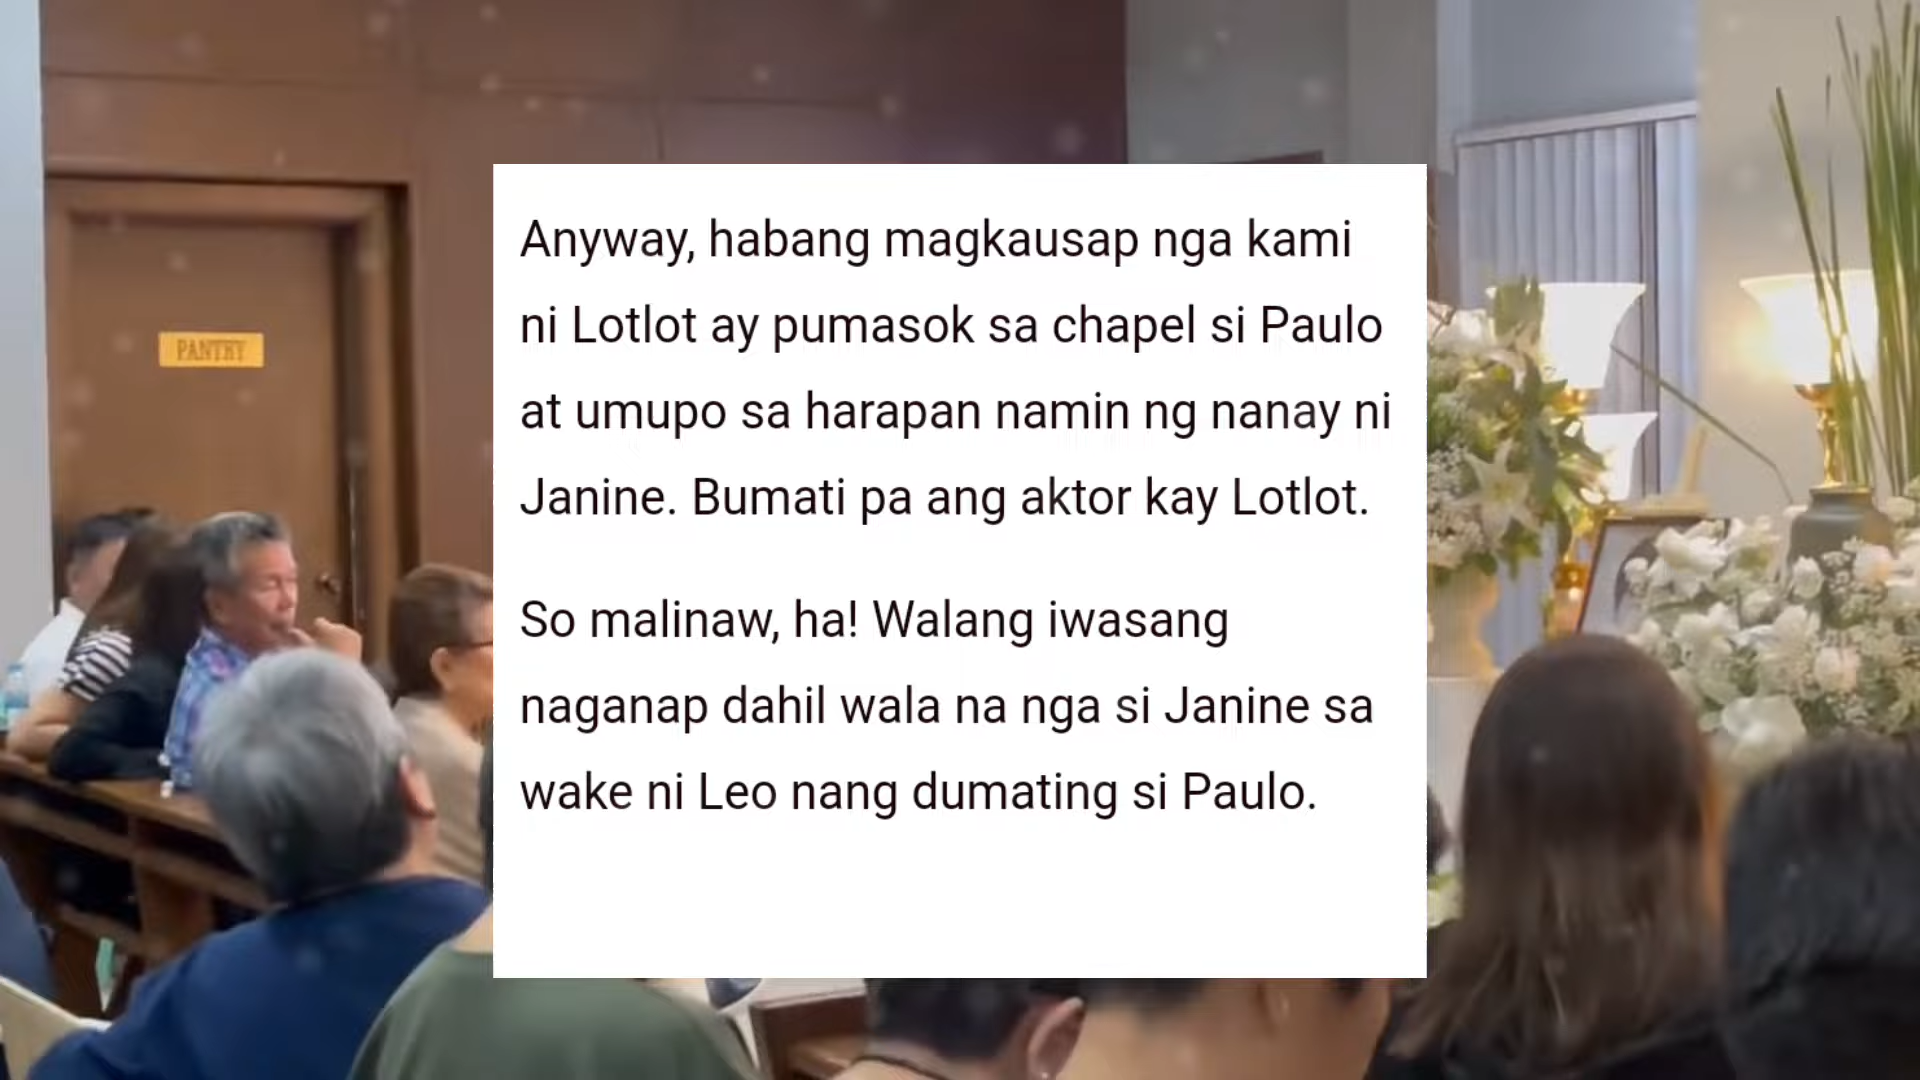 PANTRY
Anyway, habang magkausap nga kami
ni Lotlot ay pumasok sa chapel si Paulo
at umupo sa harapan namin ng nanay ni
Janine. Bumati pa ang aktor kay Lotlot.
So malinaw, ha! Walang iwasang
naganap dahil wala na nga si Janine sa
wake ni Leo nang dumating si Paulo.